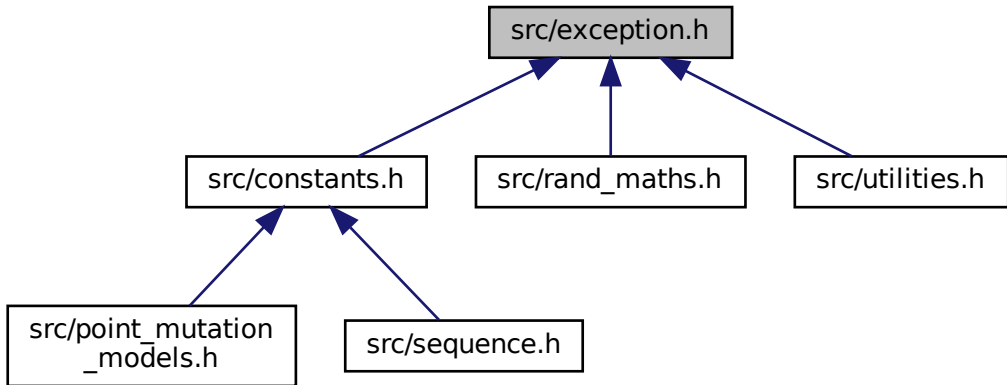 src/exception.h
src/constants.h
src/rand_maths.h
src/utilities.h
src/point_mutation
_models.h
src/sequence.h